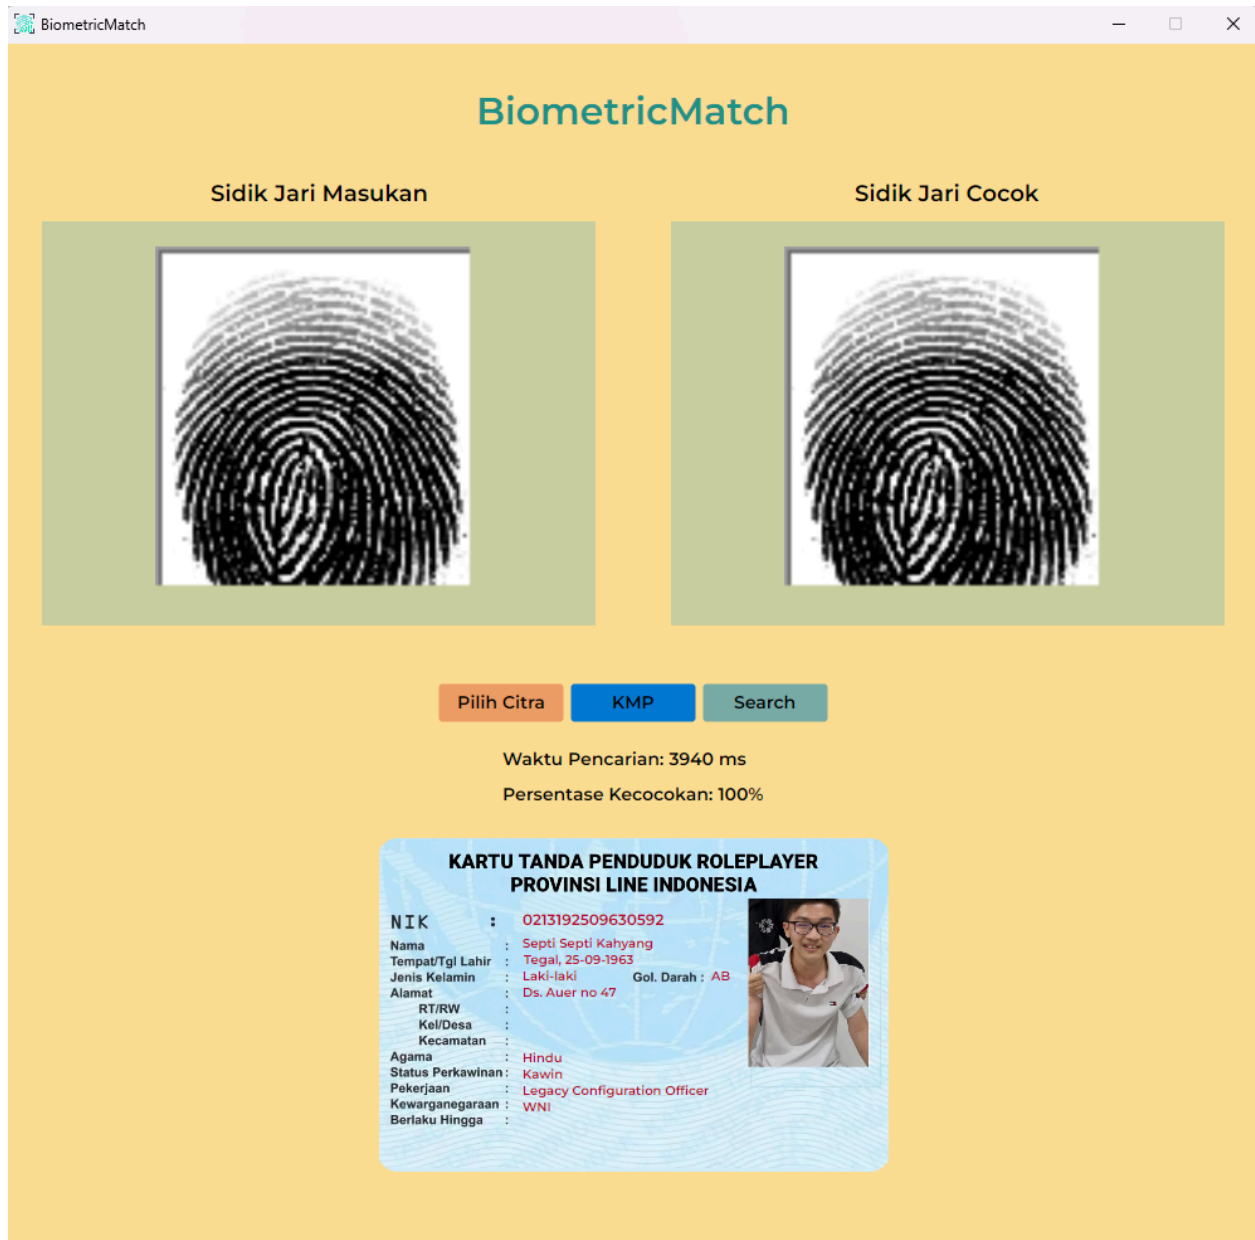 BiometricMatch
BiometricMatch
Sidik Jari Masukan
Sidik Jari Cocok
Pilih Citra
KMP
Search
Waktu Pencarian: 3940 ms
Persentase Kecocokan: 100%
KARTU TANDA PENDUDUK ROLEPLAYER
PROVINSI LINE INDONESIA
NIK : 0213192509630592
Nama : Septi Septi Kahyang
Tempat/Tgl Lahir : Tegal, 25-09-1963
Jenis Kelamin : Laki-laki Gol. Darah : AB
Alamat : Ds. Auer no 47
RT/RW :
Kel/Desa :
Kecamatan :
Agama : Hindu
Status Perkawinan : Kawin
Pekerjaan : Legacy Configuration Officer
Kewarganegaraan : WNI
Berlaku Hingga :